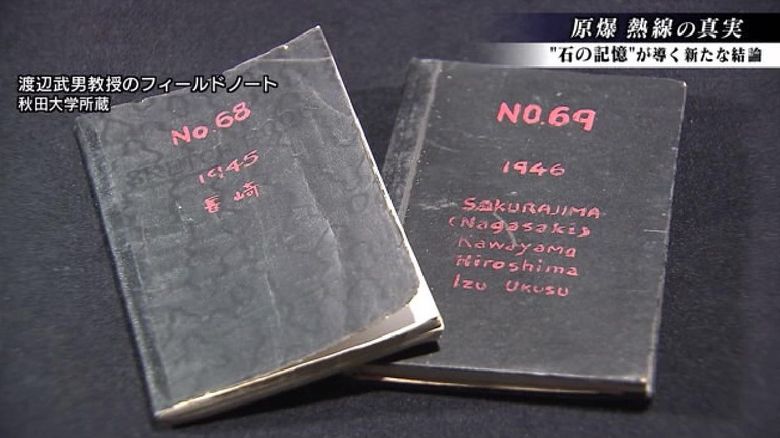 原爆 熱線の真実
"石の記憶"が導く新たな結論
渡辺武男教授のフィールドノート
秋田大学所蔵
No.68
1945
長崎
NO.69
1946
SAKURAJIMA
(Nagasaki)
Kawayama
Hiroshima
Izu UKUSU